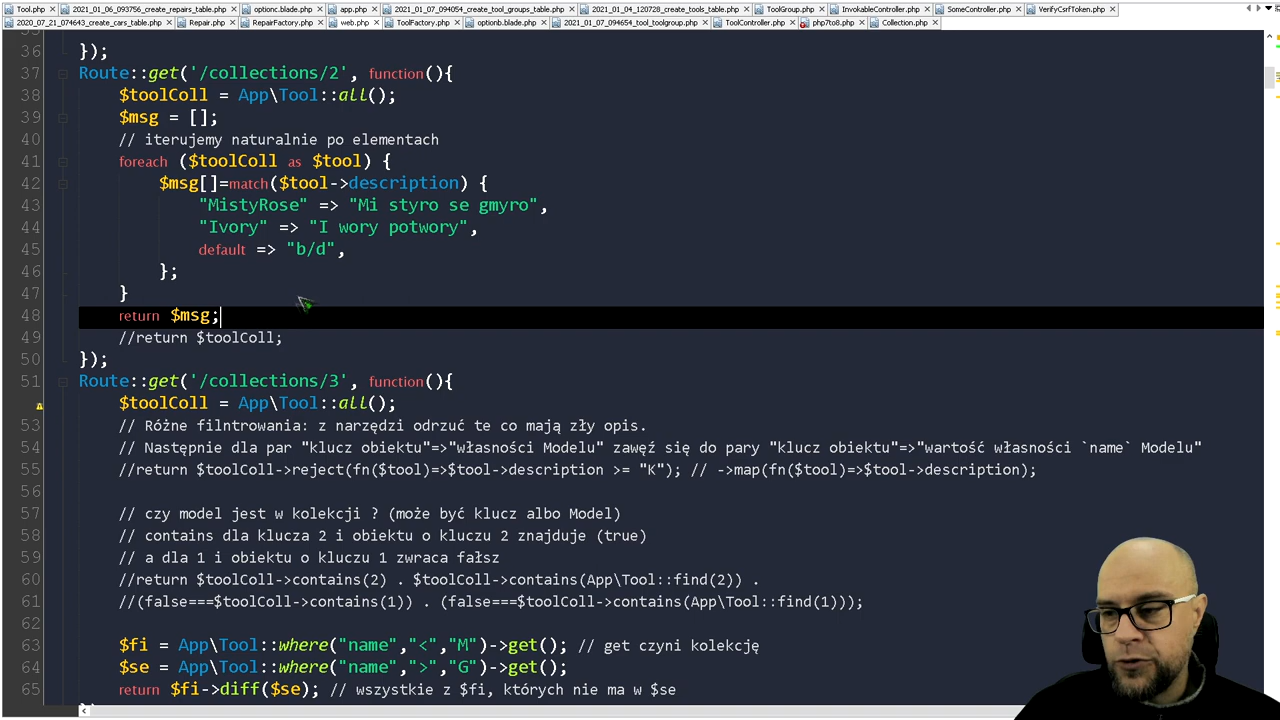 Tool.php 2021_01_06_093756_create_repairs_table.php optionc.blade.php app.php 2021_01_07_094054_create_tool_groups_table.php 2021_01_04_120728_create_tools_table.php ToolGroup.php InvokableController.php SomeController.php VerifyCsrfToken.php
2020_07_21_074643_create_cars_table.php Repair.php RepairFactory.php web.php ToolFactory.php optionb.blade.php 2021_01_07_094654_tool_toolgroup.php ToolController.php php7to8.php Collection.php
36 });
37 Route::get('/collections/2', function(){
38 $toolColl = App\Tool::all();
39 $msg = [];
40 // iterujemy naturalnie po elementach
41 foreach ($toolColl as $tool) {
42 $msg[]=match($tool->description) {
43 "MistyRose" => "Mi styro se gmyro",
44 "Ivory" => "I wory potwory",
45 default => "b/d",
46 };
47 }
48 return $msg;
49 //return $toolColl;
50 });
51 Route::get('/collections/3', function(){
$toolColl = App\Tool::all();
53 // Różne filntrowania: z narzędzi odrzuć te co mają zły opis.
54 // Następnie dla par "klucz obiektu"=>"własności Modelu" zawęź się do pary "klucz obiektu"=>"wartość własności `name` Modelu"
55 //return $toolColl->reject(fn($tool)=>$tool->description >= "K"); // ->map(fn($tool)=>$tool->description);
56
57 // czy model jest w kolekcji ? (może być klucz albo Model)
58 // contains dla klucza 2 i obiektu o kluczu 2 znajduje (true)
59 // a dla 1 i obiektu o kluczu 1 zwraca fałsz
60 //return $toolColl->contains(2) . $toolColl->contains(App\Tool::find(2)) .
61 //(false===$toolColl->contains(1)) . (false===$toolColl->contains(App\Tool::find(1)));
62
63 $fi = App\Tool::where("name","<","M")->get(); // get czyni kolekcję
64 $se = App\Tool::where("name",">","G")->get();
65 return $fi->diff($se); // wszystkie z $fi, których nie ma w $se